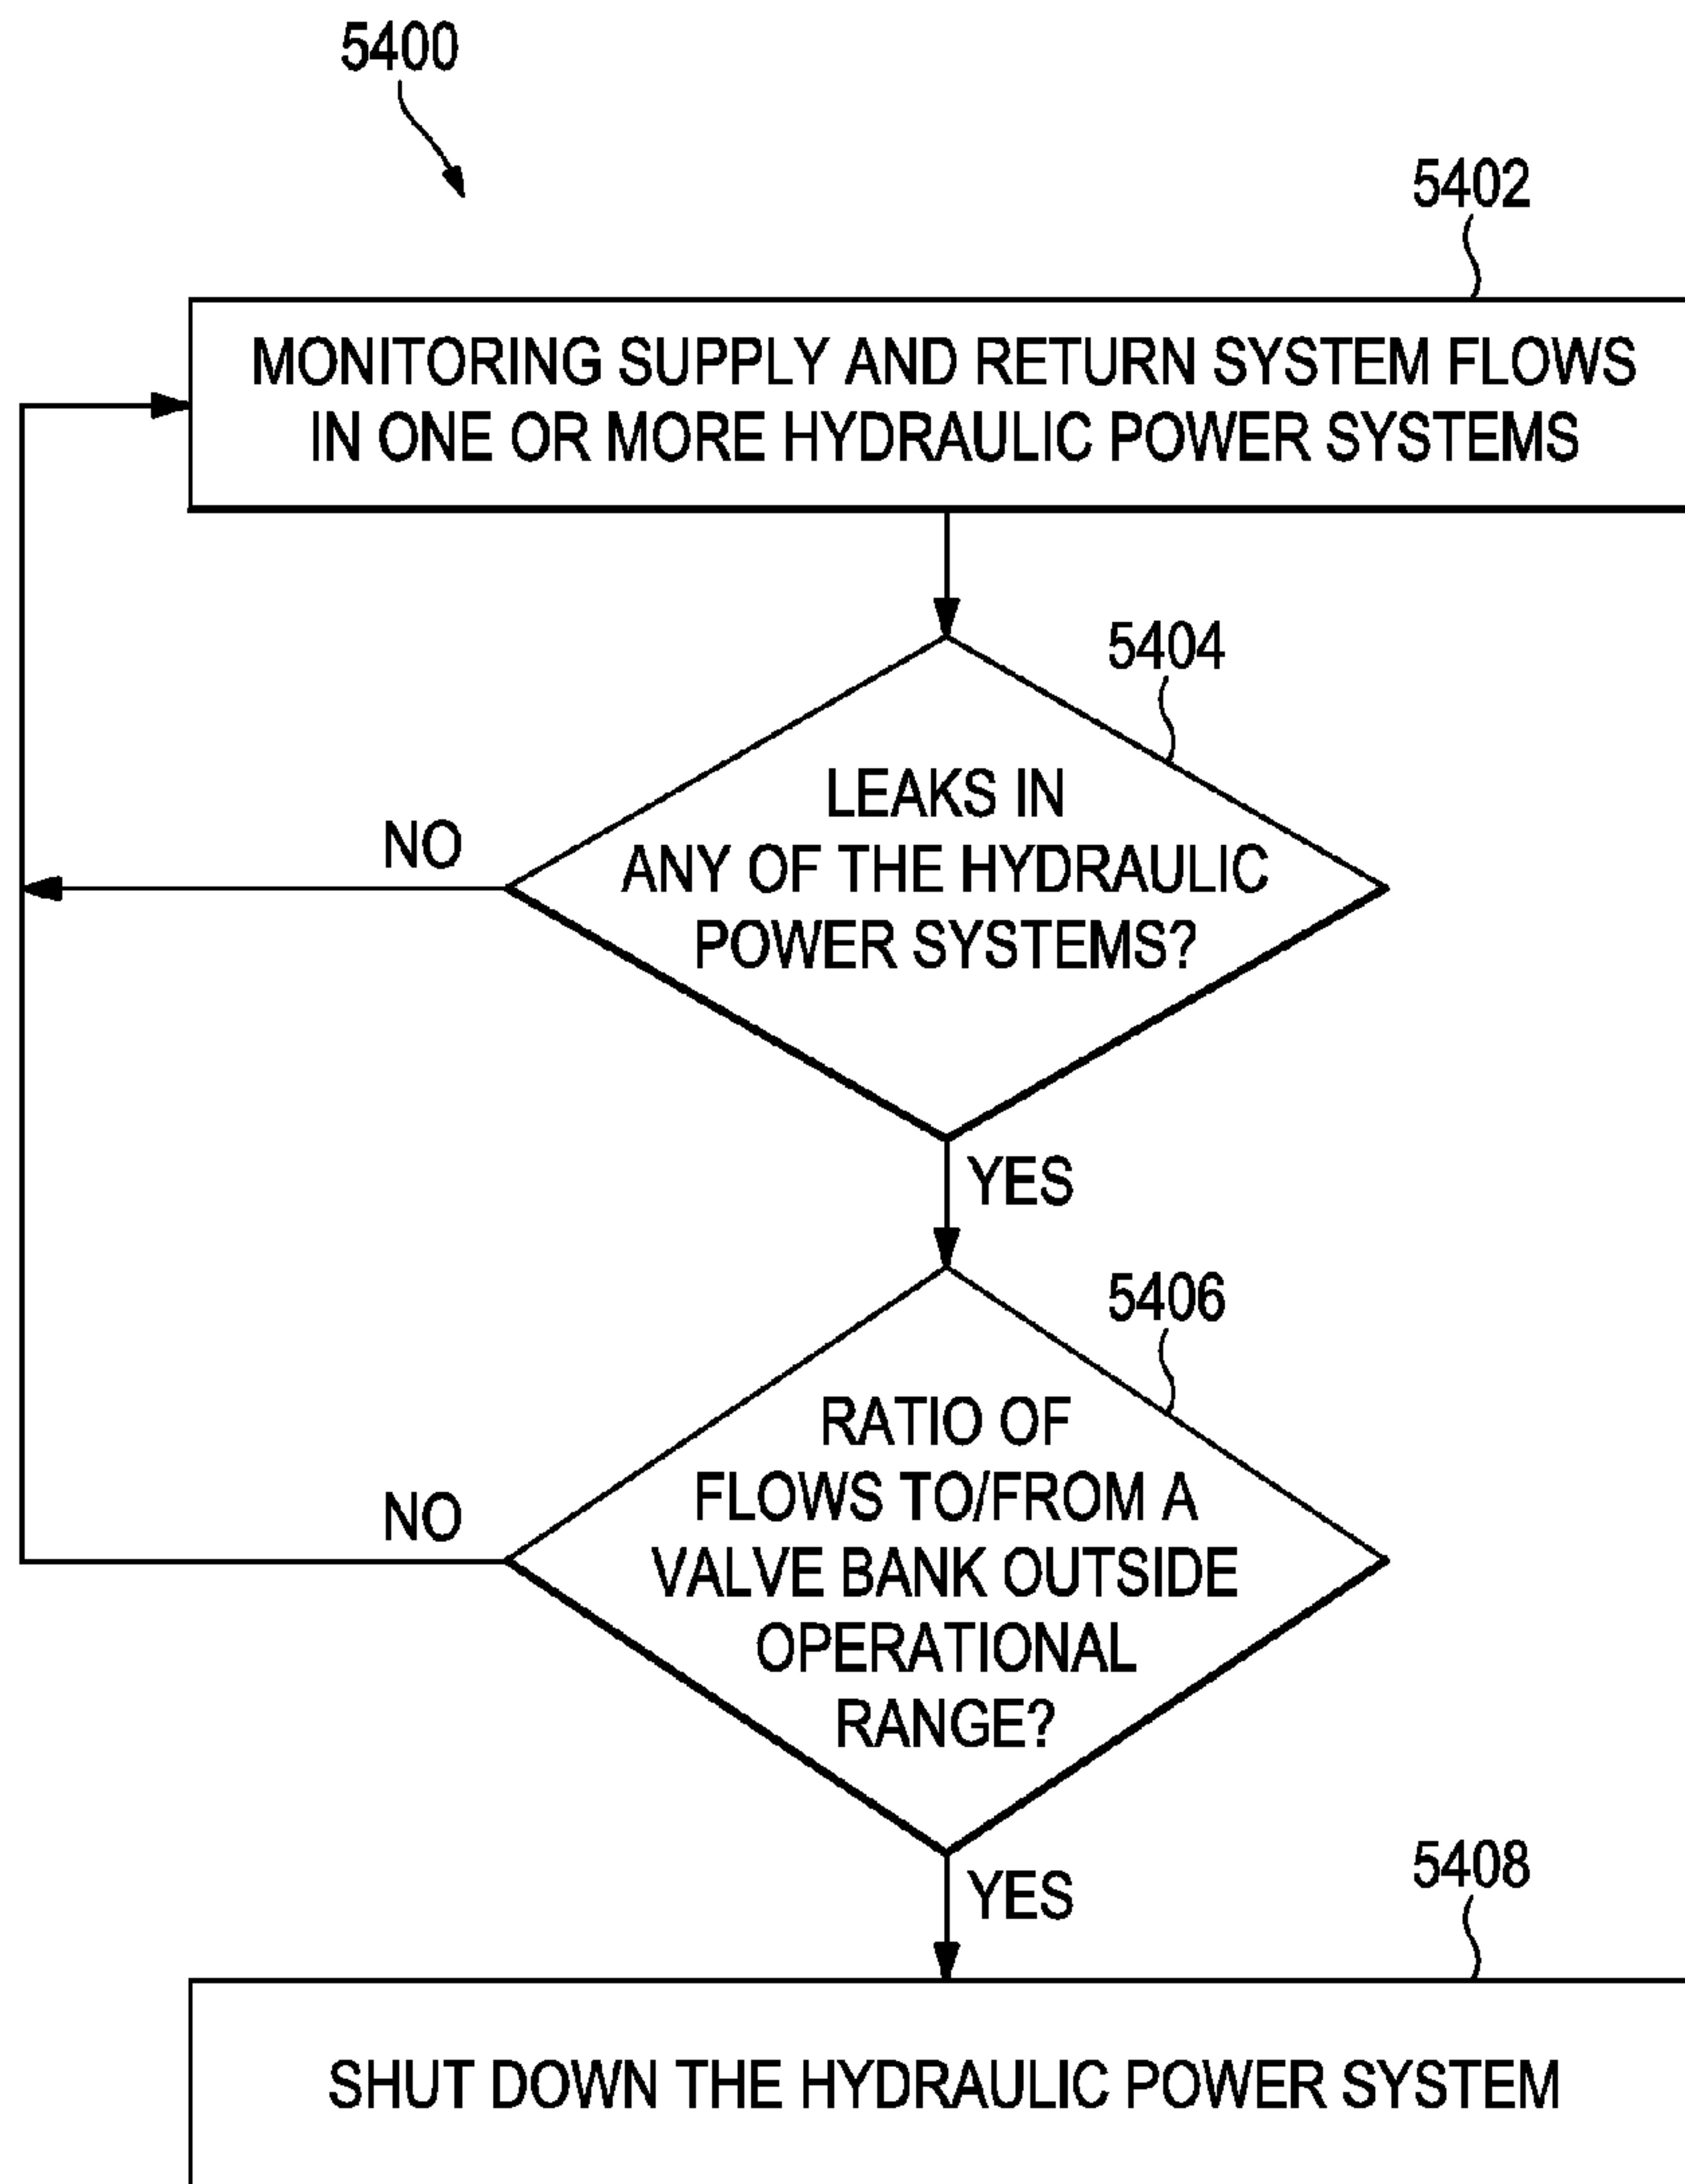 5400
5402
MONITORING SUPPLY AND RETURN SYSTEM FLOWS
IN ONE OR MORE HYDRAULIC POWER SYSTEMS
5404
LEAKS IN
ANY OF THE HYDRAULIC
POWER SYSTEMS?
NO
YES
5406
RATIO OF
FLOWS TO/FROM A
VALVE BANK OUTSIDE
OPERATIONAL
RANGE?
NO
YES
5408
SHUT DOWN THE HYDRAULIC POWER SYSTEM